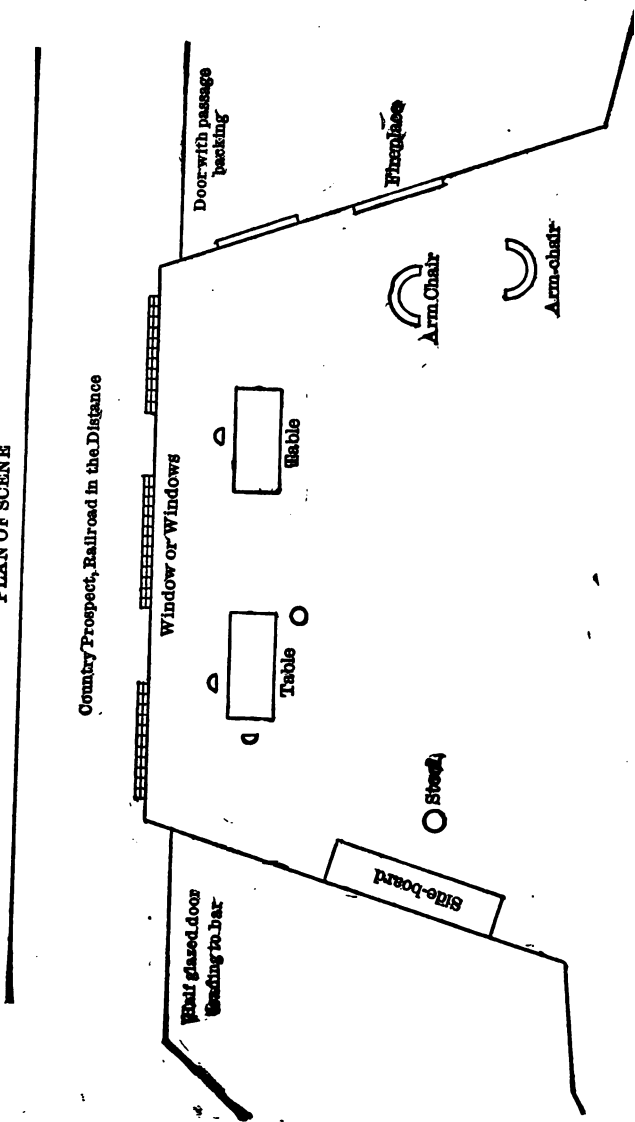 PLAN OF SCENE
Country Prospect, Railroad in the Distance
Window or Windows
Half glazed door
leading to bar
Door with passage
backing
Fireplace
Table
Table
Arm Chair
Arm-chair
Stool
Side-board